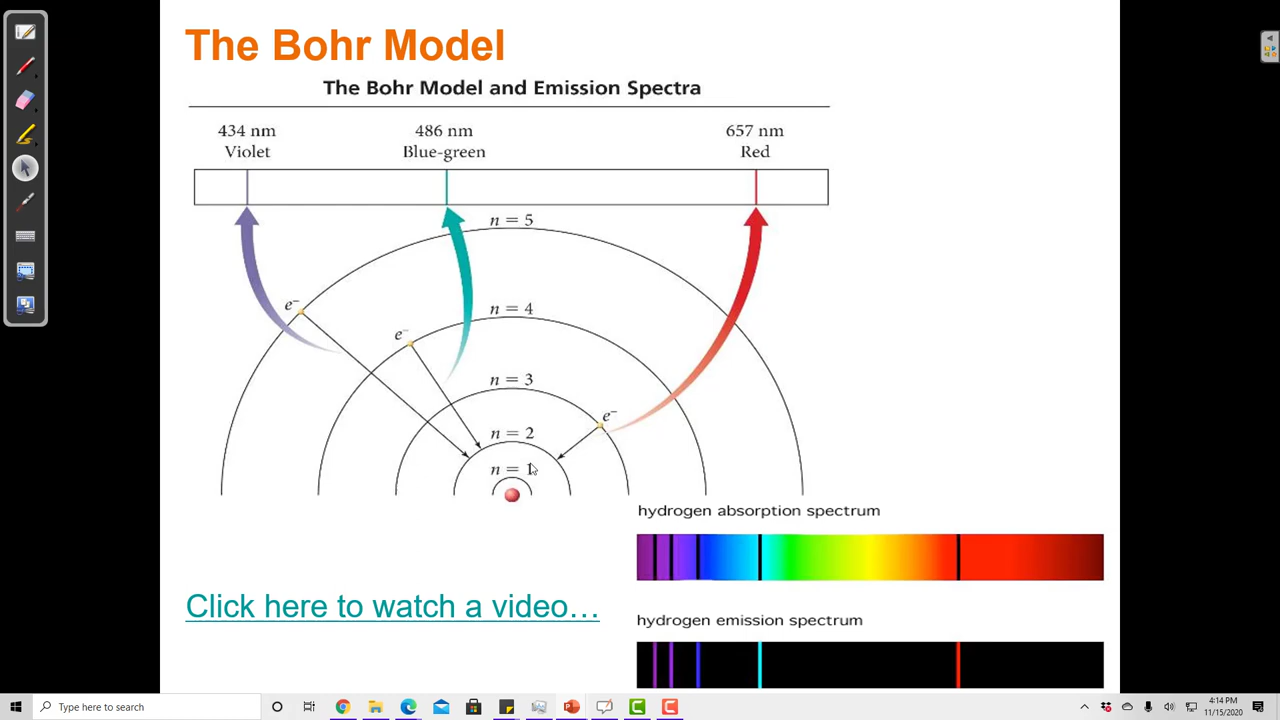 The Bohr Model
The Bohr Model and Emission Spectra
434 nm
Violet
486 nm
Blue-green
657 nm
Red
n = 5
e⁻
n = 4
e⁻
n = 3
e⁻
n = 2
n = 1
hydrogen absorption spectrum
Click here to watch a video…
hydrogen emission spectrum
Type here to search
4:14 PM
11/15/2020